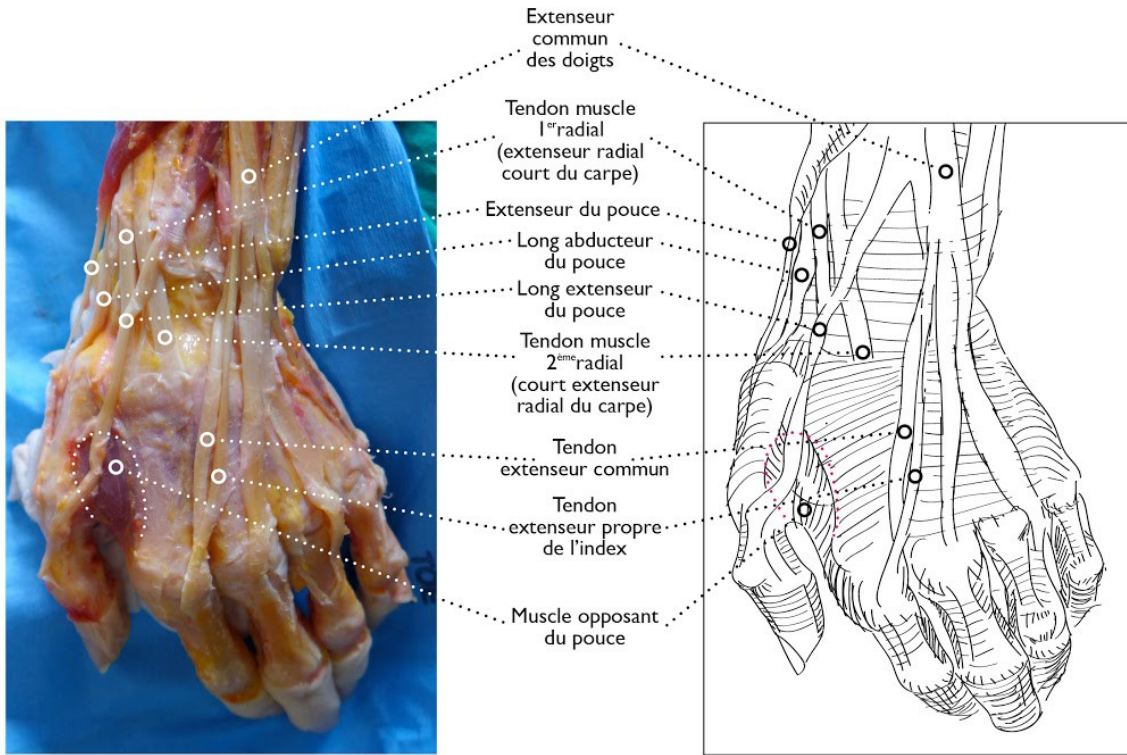 Extenseur
commun
des doigts
Tendon muscle
1er radial
(extenseur radial
court du carpe)
Extenseur du pouce
Long abducteur
du pouce
Long extenseur
du pouce
Tendon muscle
2ème radial
(court extenseur
radial du carpe)
Tendon
extenseur commun
Tendon
extenseur propre
de l'index
Muscle opposant
du pouce